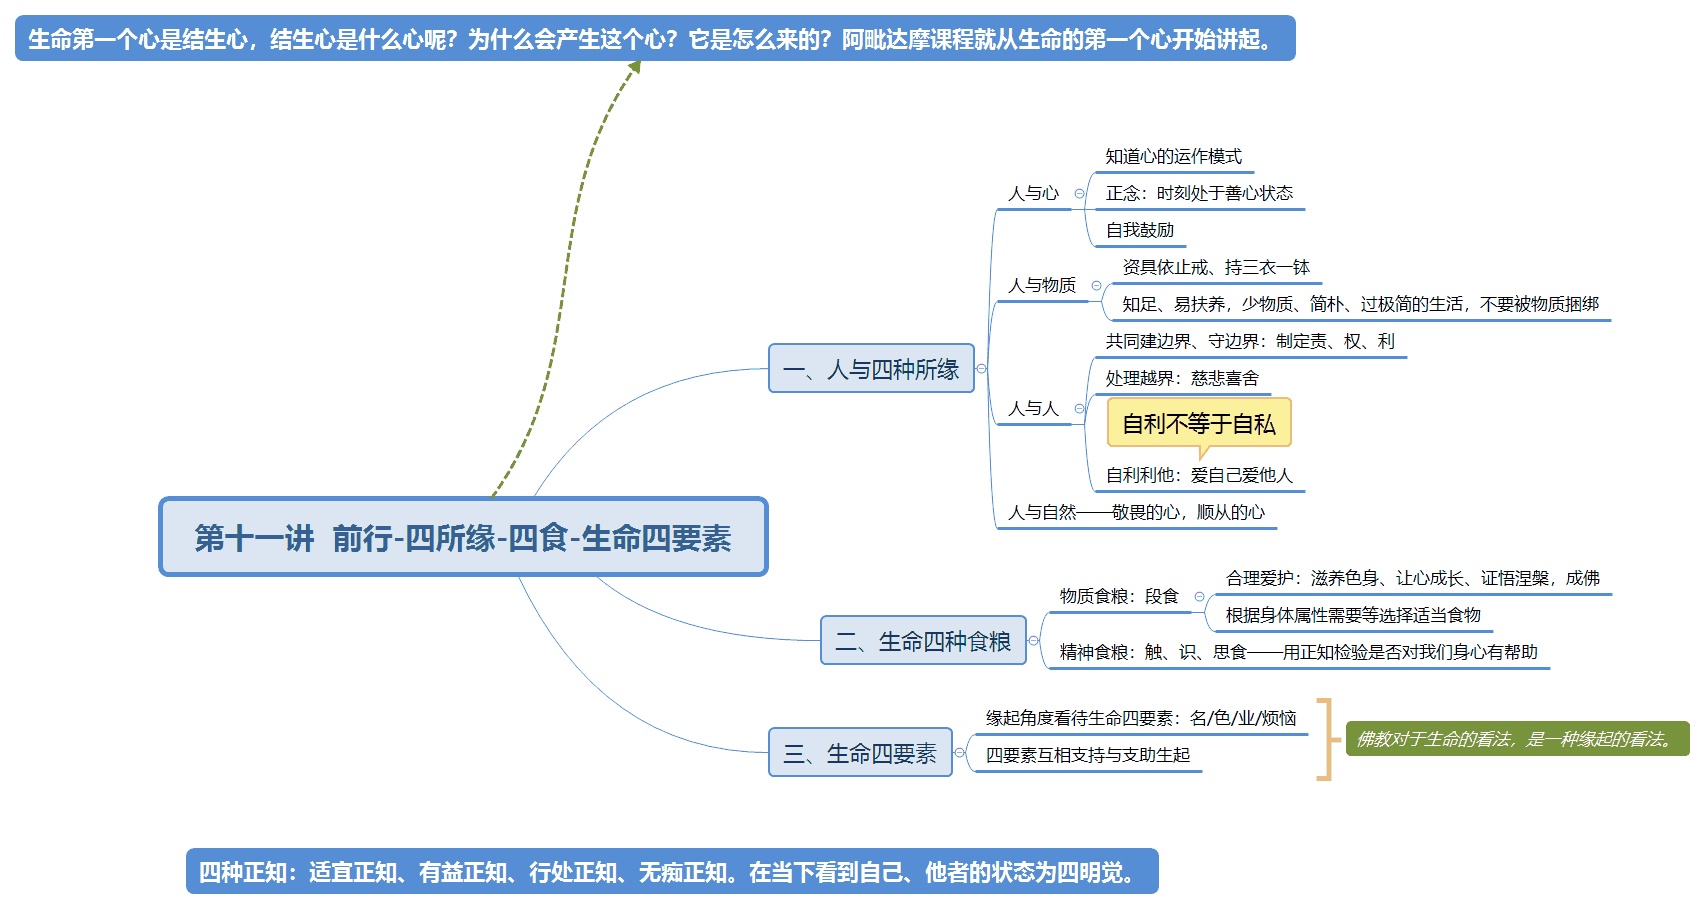 生命第一个心是结生心，结生心是什么心呢？为什么会产生这个心？它是怎么来的？阿毗达摩课程就从生命的第一个心开始讲起。
第十一讲 前行-四所缘-四食-生命四要素
一、人与四种所缘
人与心
知道心的运作模式
正念：时刻处于善心状态
自我鼓励
人与物质
资具依止戒、持三衣一钵
知足、易扶养，少物质、简朴、过极简的生活，不要被物质捆绑
人与人
共同建边界、守边界：制定责、权、利
处理越界：慈悲喜舍
自利不等于自私
自利利他：爱自己爱他人
人与自然——敬畏的心，顺从的心
二、生命四种食粮
物质食粮：段食
合理爱护：滋养色身、让心成长、证悟涅槃，成佛
根据身体属性需要等选择适当食物
精神食粮：触、识、思食——用正知检验是否对我们身心有帮助
三、生命四要素
缘起角度看待生命四要素：名/色/业/烦恼
四要素互相支持与支助生起
佛教对于生命的看法，是一种缘起的看法。
四种正知：适宜正知、有益正知、行处正知、无痴正知。在当下看到自己、他者的状态为四明觉。